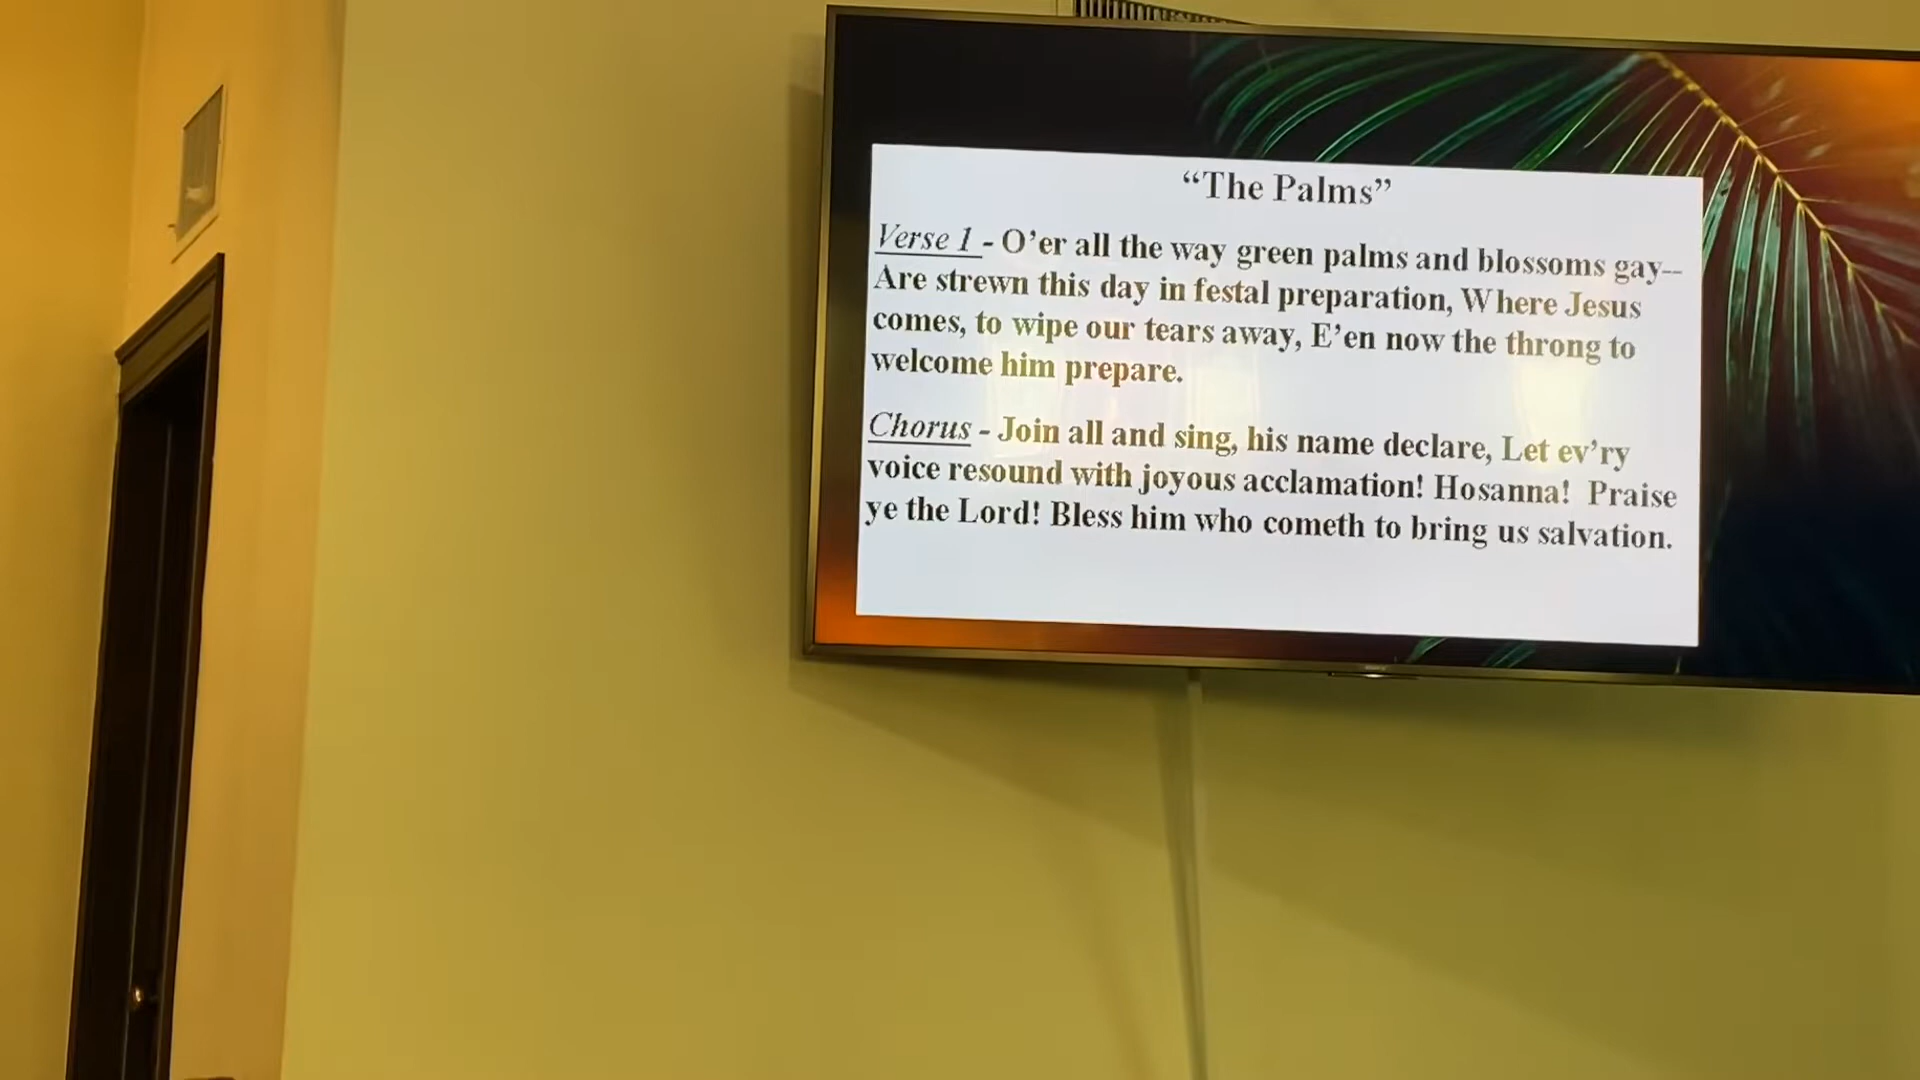 “The Palms”
Verse 1 - O’er all the way green palms and blossoms gay--
Are strewn this day in festal preparation, Where Jesus
comes, to wipe our tears away, E’en now the throng to
welcome him prepare.
Chorus - Join all and sing, his name declare, Let ev’ry
voice resound with joyous acclamation! Hosanna! Praise
ye the Lord! Bless him who cometh to bring us salvation.